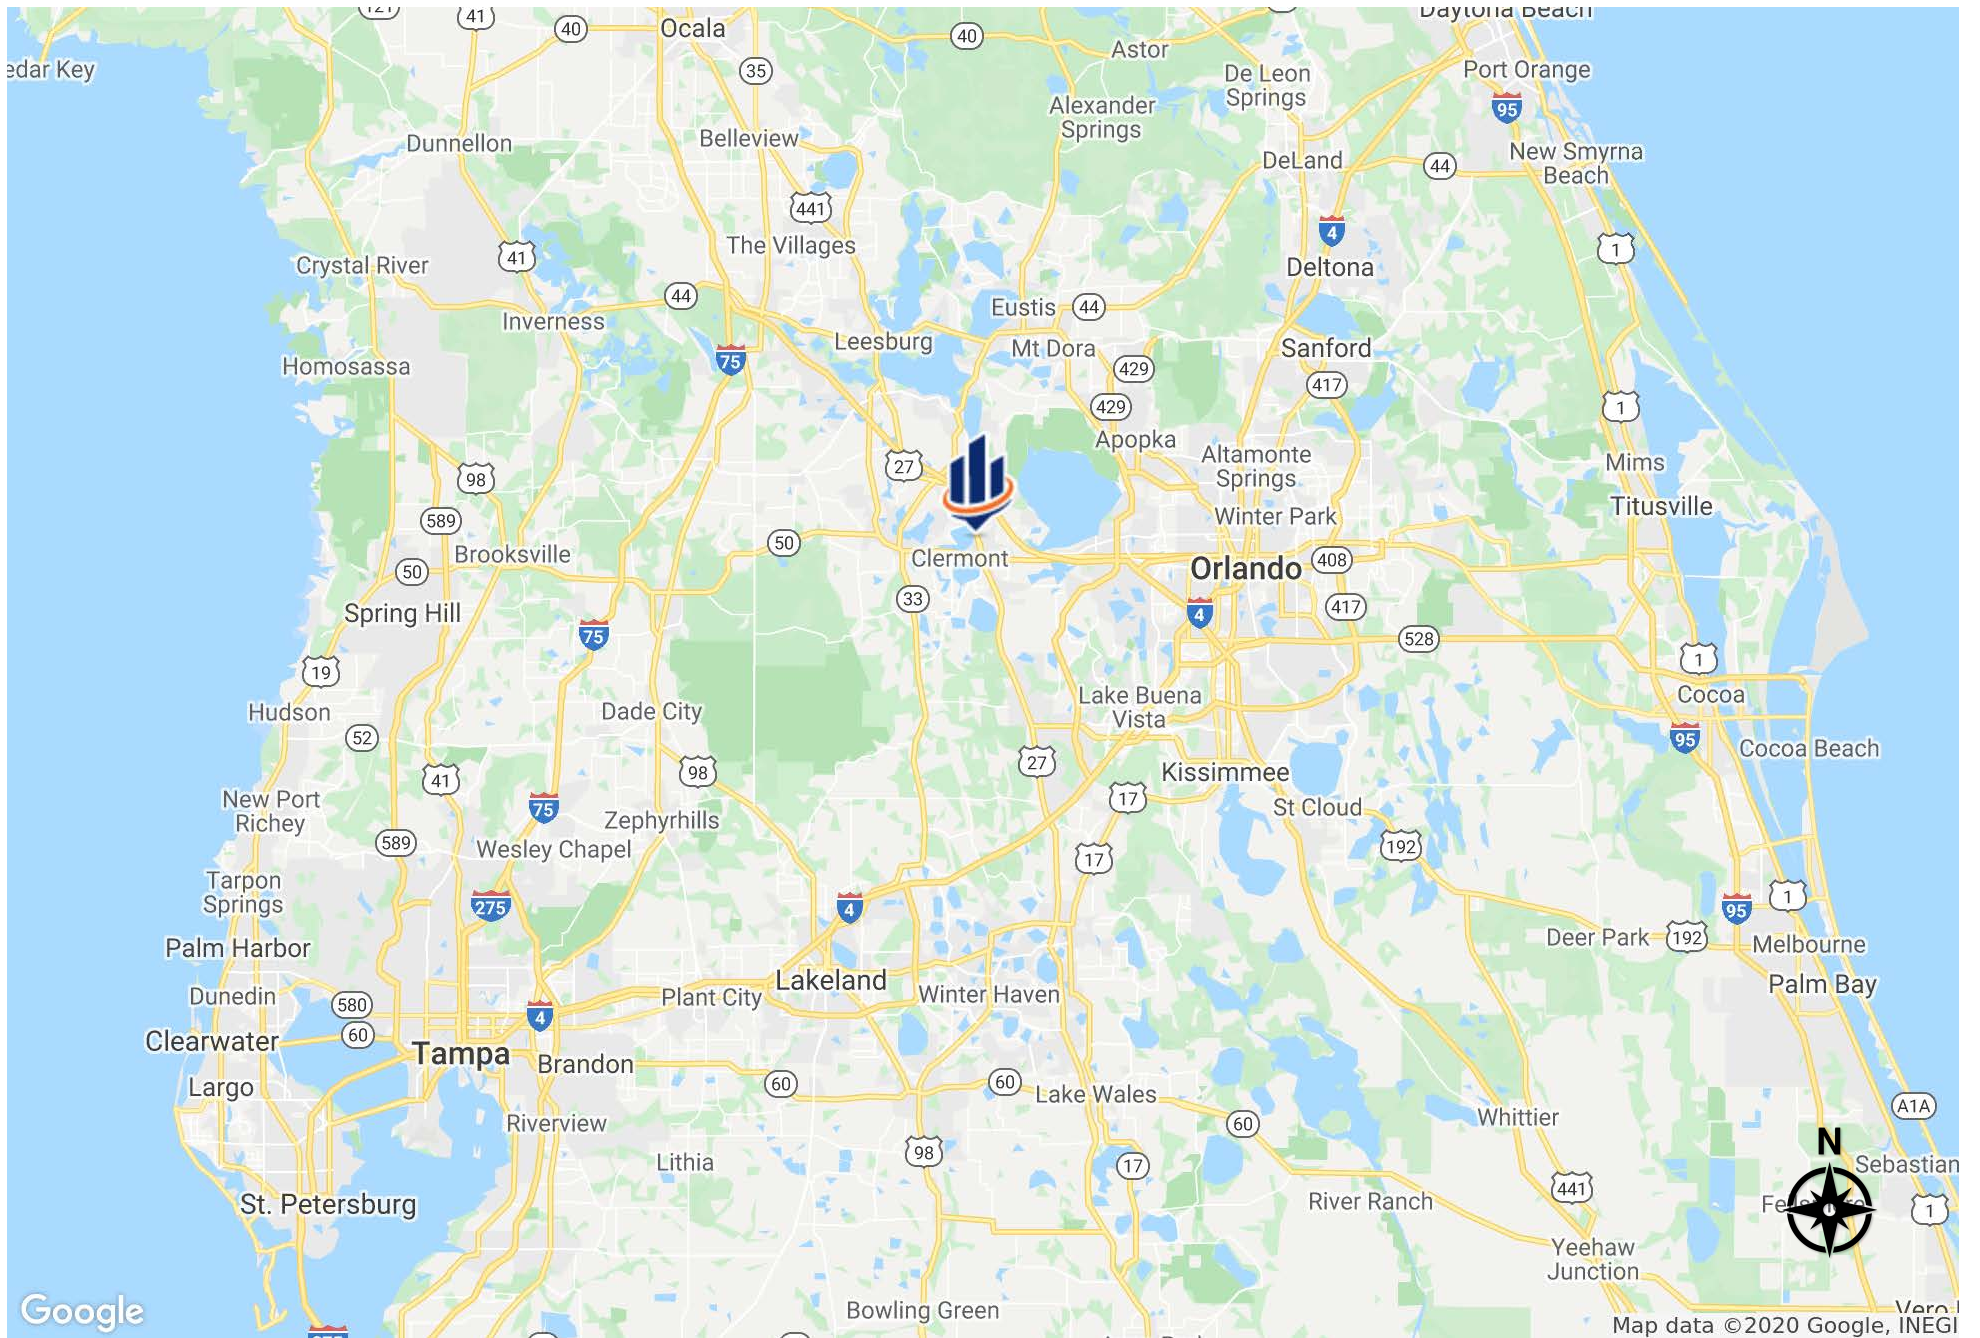 121
41
40
Ocala
40
Astor
Daytona Beach
edar Key
35
De Leon
Springs
Port Orange
95
Alexander
Springs
Dunnellon
Belleview
DeLand
44
New Smyrna
Beach
441
4
The Villages
41
1
Crystal River
Deltona
44
Eustis
44
Inverness
Leesburg
Mt Dora
Sanford
75
Homosassa
429
417
429
1
Apopka
Altamonte
Springs
98
27
Mims
589
Titusville
Winter Park
50
Brooksville
Clermont
Orlando
408
50
33
4
417
Spring Hill
75
528
19
1
Hudson
Dade City
Lake Buena
Vista
Cocoa
52
95
Cocoa Beach
41
98
27
Kissimmee
New Port
Richey
75
17
St Cloud
Zephyrhills
589
Wesley Chapel
17
192
Tarpon
Springs
275
4
95
1
Palm Harbor
Deer Park
192
Melbourne
Lakeland
Palm Bay
Dunedin
580
Plant City
Winter Haven
4
Clearwater
60
Tampa
Brandon
Largo
60
60
Lake Wales
A1A
Riverview
60
Whittier
98
N
Lithia
17
Sebastian
441
St. Petersburg
River Ranch
1
Yeehaw
Junction
Google
Bowling Green
Map data ©2020 Google, INEGI